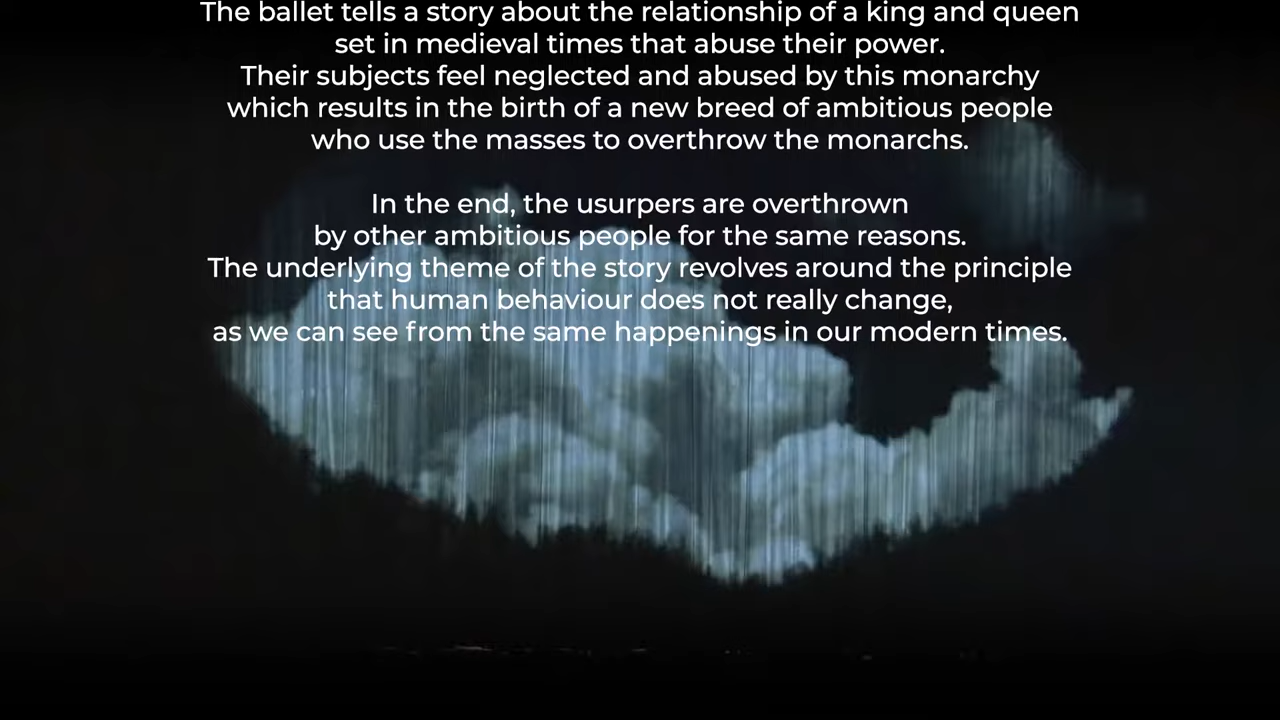 The ballet tells a story about the relationship of a king and queen
set in medieval times that abuse their power.
Their subjects feel neglected and abused by this monarchy
which results in the birth of a new breed of ambitious people
who use the masses to overthrow the monarchs.
In the end, the usurpers are overthrown
by other ambitious people for the same reasons.
The underlying theme of the story revolves around the principle
that human behaviour does not really change,
as we can see from the same happenings in our modern times.